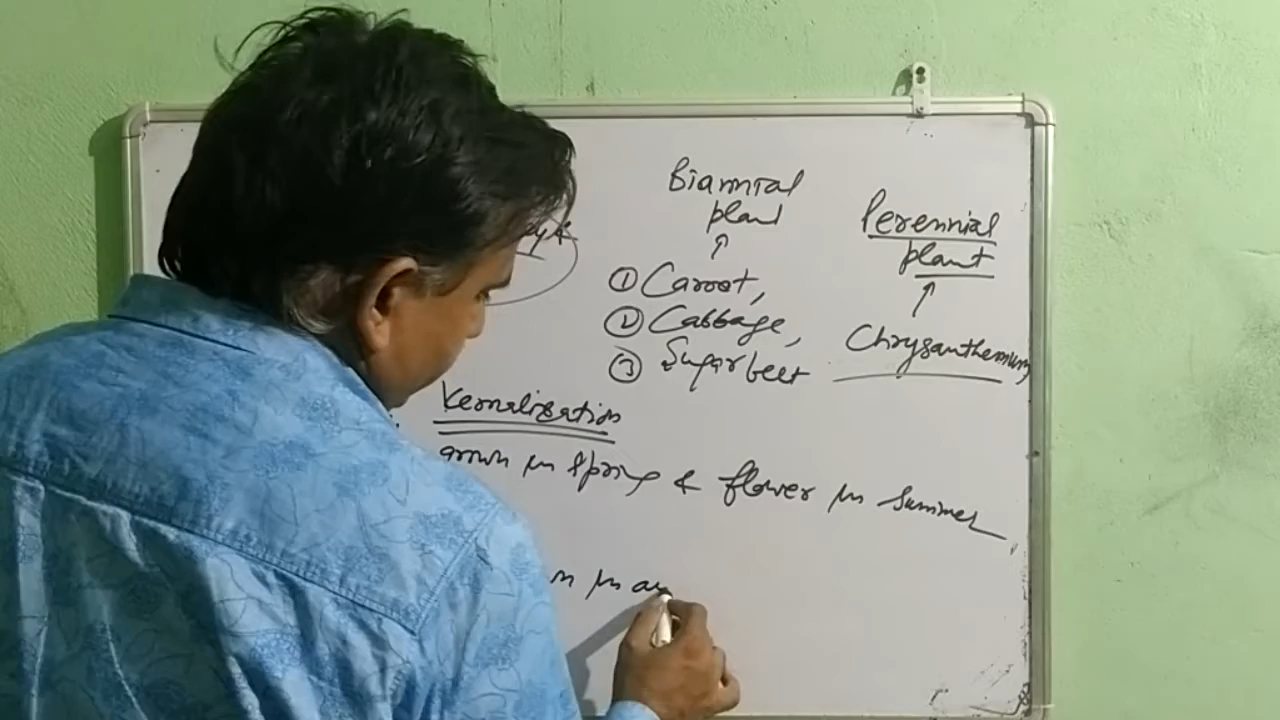 Biannial
plant
① Carrot,
② Cabbage,
③ Sugarbeet
Perennial
plant
Chrysanthemum
Vernalization
grown in spring & flower in summer
n in au